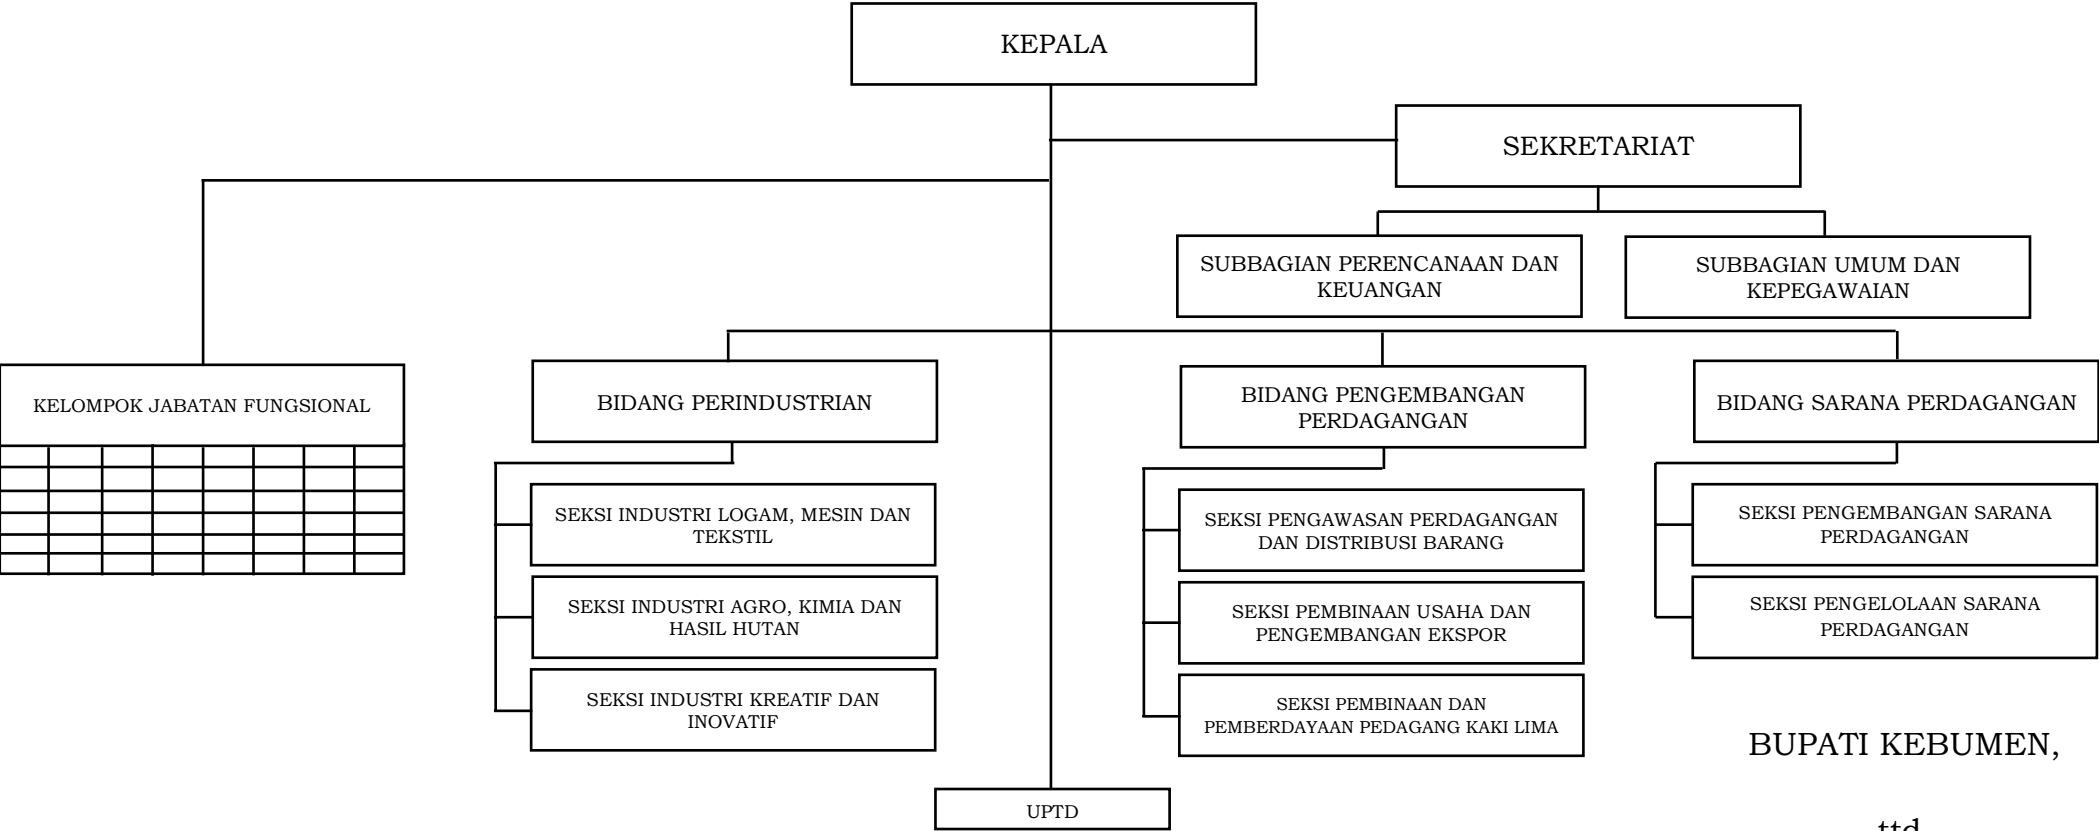 KEPALA
SEKRETARIAT
SUBBAGIAN PERENCANAAN DAN
KEUANGAN
SUBBAGIAN UMUM DAN
KEPEGAWAIAN
KELOMPOK JABATAN FUNGSIONAL
BIDANG PERINDUSTRIAN
BIDANG PENGEMBANGAN
PERDAGANGAN
BIDANG SARANA PERDAGANGAN
SEKSI INDUSTRI LOGAM, MESIN DAN
TEKSTIL
SEKSI INDUSTRI AGRO, KIMIA DAN
HASIL HUTAN
SEKSI INDUSTRI KREATIF DAN
INOVATIF
SEKSI PENGAWASAN PERDAGANGAN
DAN DISTRIBUSI BARANG
SEKSI PEMBINAAN USAHA DAN
PENGEMBANGAN EKSPOR
SEKSI PEMBINAAN DAN
PEMBERDAYAAN PEDAGANG KAKI LIMA
SEKSI PENGEMBANGAN SARANA
PERDAGANGAN
SEKSI PENGELOLAAN SARANA
PERDAGANGAN
UPTD
BUPATI KEBUMEN,
ttd